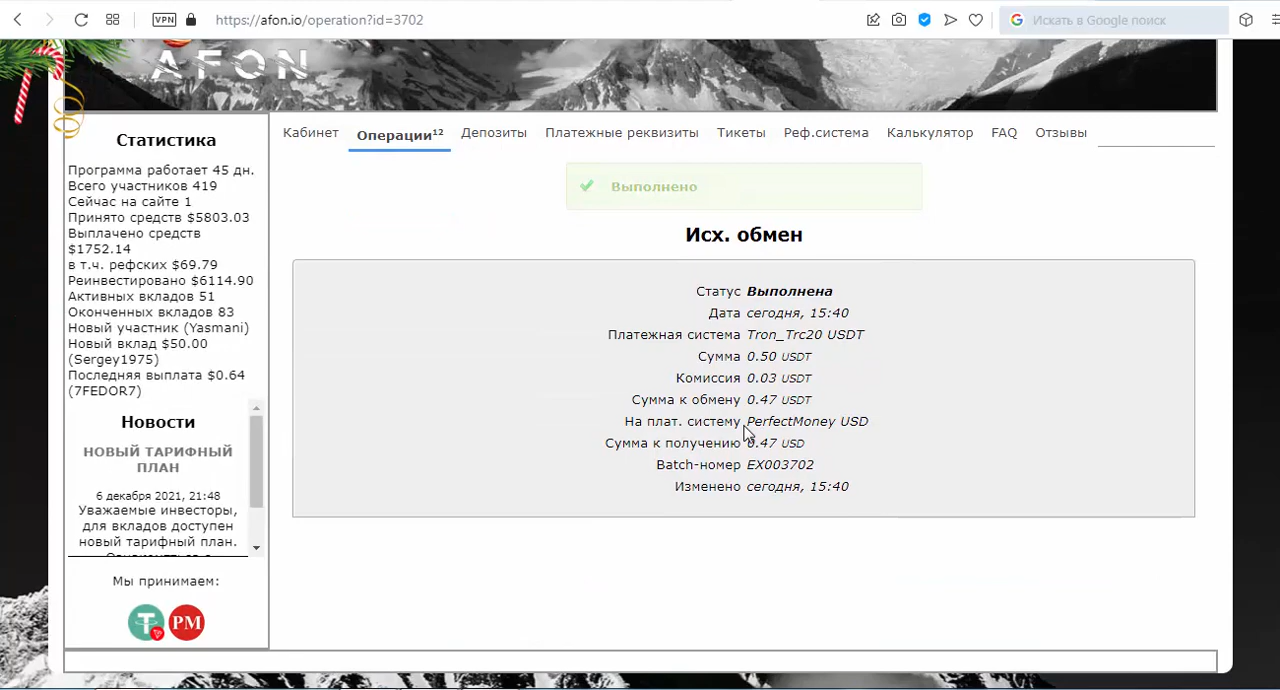 VPN
https://afon.io/operation?id=3702
Искать в Google поиск
AFON
Статистика
Программа работает 45 дн.
Всего участников 419
Сейчас на сайте 1
Принято средств $5803.03
Выплачено средств
$1752.14
в т.ч. рефских $69.79
Реинвестировано $6114.90
Активных вкладов 51
Оконченных вкладов 83
Новый участник (Yasmani)
Новый вклад $50.00
(Sergey1975)
Последняя выплата $0.64
(7FEDOR7)
Новости
НОВЫЙ ТАРИФНЫЙ
ПЛАН
6 декабря 2021, 21:48
Уважаемые инвесторы,
для вкладов доступен
новый тарифный план.
Мы принимаем:
PM
Кабинет Операции¹² Депозиты Платежные реквизиты Тикеты Реф.система Калькулятор FAQ Отзывы
Выполнено
Исх. обмен
Статус Выполнена
Дата сегодня, 15:40
Платежная система Tron_Trc20 USDT
Сумма 0.50 USDT
Комиссия 0.03 USDT
Сумма к обмену 0.47 USDT
На плат. систему PerfectMoney USD
Сумма к получению 0.47 USD
Batch-номер EX003702
Изменено сегодня, 15:40